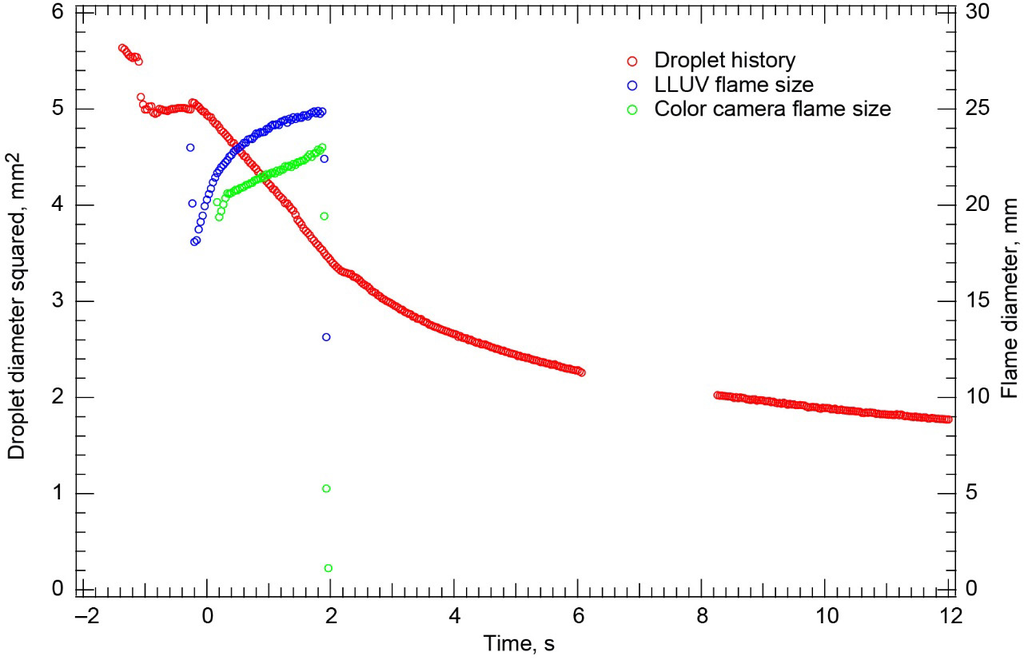 6
5
4
3
2
1
0
Droplet diameter squared, mm2
30
25
20
15
10
5
0
Flame diameter, mm
Droplet history
LLUV flame size
Color camera flame size
–2 0 2 4 6 8 10 12
Time, s